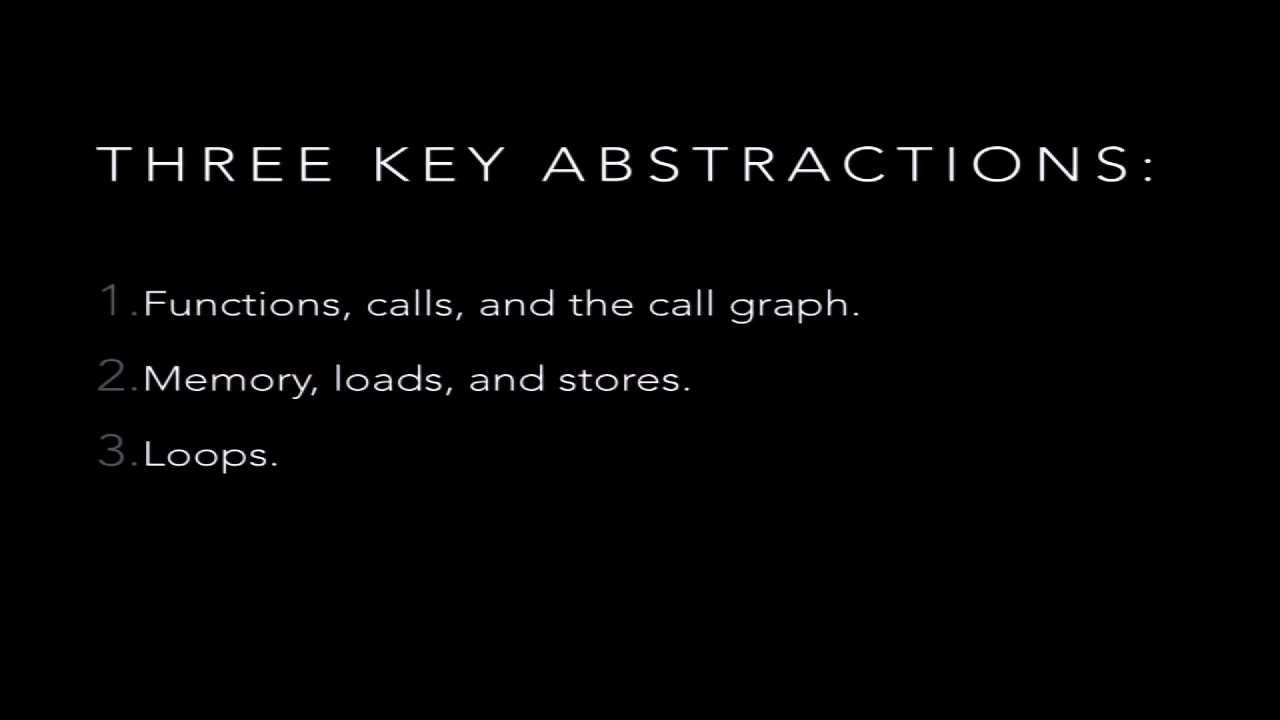 THREE KEY ABSTRACTIONS:
1. Functions, calls, and the call graph.
2. Memory, loads, and stores.
3. Loops.